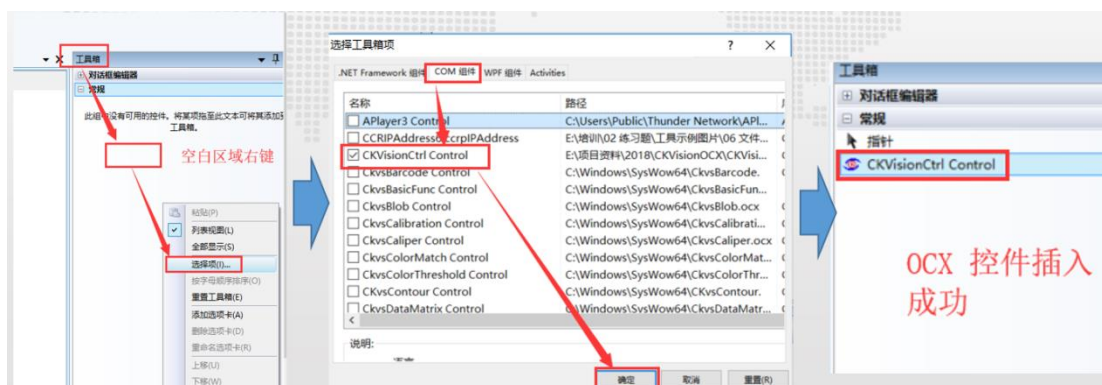 工具箱
工具箱
对话框编辑器
常规
此组中没有可用的控件。将某项拖至此文本可将其添加到
工具箱。
空白区域右键
粘贴(P)
列表视图(L)
全部显示(S)
选择项(I)...
按字母顺序排序(O)
重置工具箱(E)
添加选项卡(A)
删除选项卡(D)
重命名选项卡(R)
上移(U)
下移(W)
选择工具箱项
? X
.NET Framework 组件 COM 组件 WPF 组件 Activities
名称 路径
APlayer3 Control C:\Users\Public\Thunder Network\APl...
CCRIPAddress.CcrpIPAddress E:\培训\02 练习题\工具示例图片\06 文件...
CKVisionCtrl Control E:\项目资料\2018\CKVisionOCX\CKVisi...
CkvsBarcode Control C:\Windows\SysWow64\CkvsBarcode.
CkvsBasicFunc Control C:\Windows\SysWow64\CkvsBasicFun...
CkvsBlob Control C:\Windows\SysWow64\CkvsBlob.ocx
CkvsCalibration Control C:\Windows\SysWow64\CkvsCalibrati...
CkvsCaliper Control C:\Windows\SysWow64\CkvsCaliper.ocx
CkvsColorMatch Control C:\Windows\SysWow64\CkvsColorMat...
CkvsColorThreshold Control C:\Windows\SysWow64\CkvsColorThr...
CKvsContour Control C:\Windows\SysWow64\CKvsContour.
CkvsDataMatrix Control C:\Windows\SysWow64\CkvsDataMatr...
说明:
确定 取消 重置(R)
工具箱
对话框编辑器
常规
指针
CKVisionCtrl Control
OCX 控件插入
成功